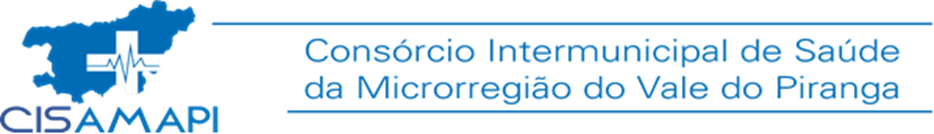 CISAMAPI
Consórcio Intermunicipal de Saúde
da Microrregião do Vale do Piranga